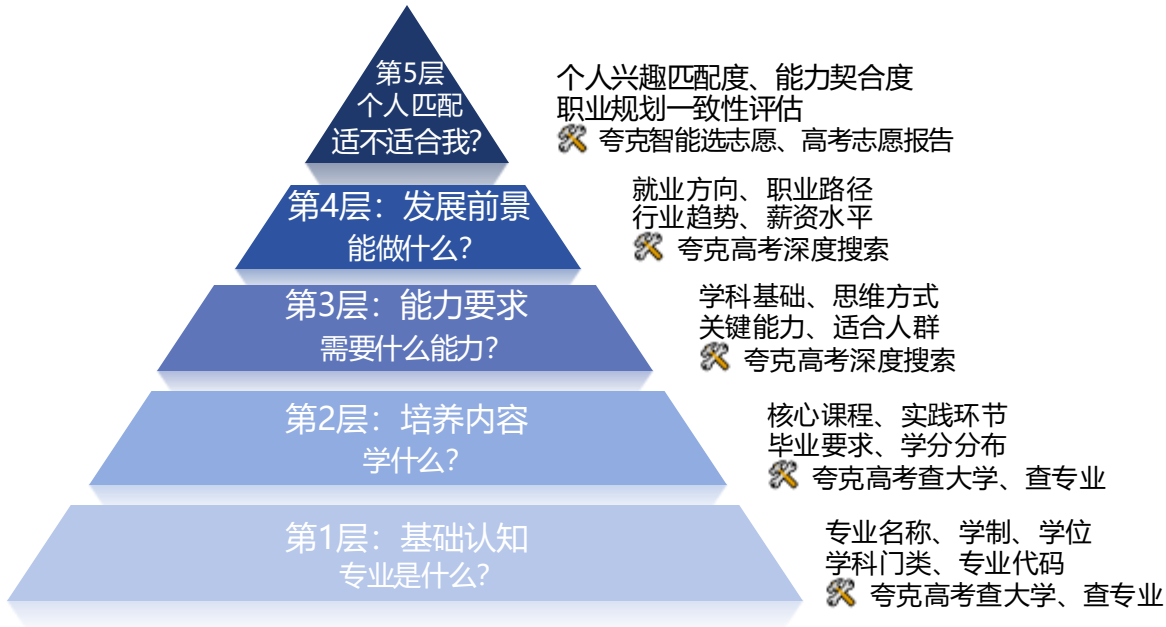 第5层
个人匹配
适不适合我?
个人兴趣匹配度、能力契合度
职业规划一致性评估
夸克智能选志愿、高考志愿报告
第4层：发展前景
能做什么?
就业方向、职业路径
行业趋势、薪资水平
夸克高考深度搜索
第3层：能力要求
需要什么能力?
学科基础、思维方式
关键能力、适合人群
夸克高考深度搜索
第2层：培养内容
学什么?
核心课程、实践环节
毕业要求、学分分布
夸克高考查大学、查专业
第1层：基础认知
专业是什么?
专业名称、学制、学位
学科门类、专业代码
夸克高考查大学、查专业